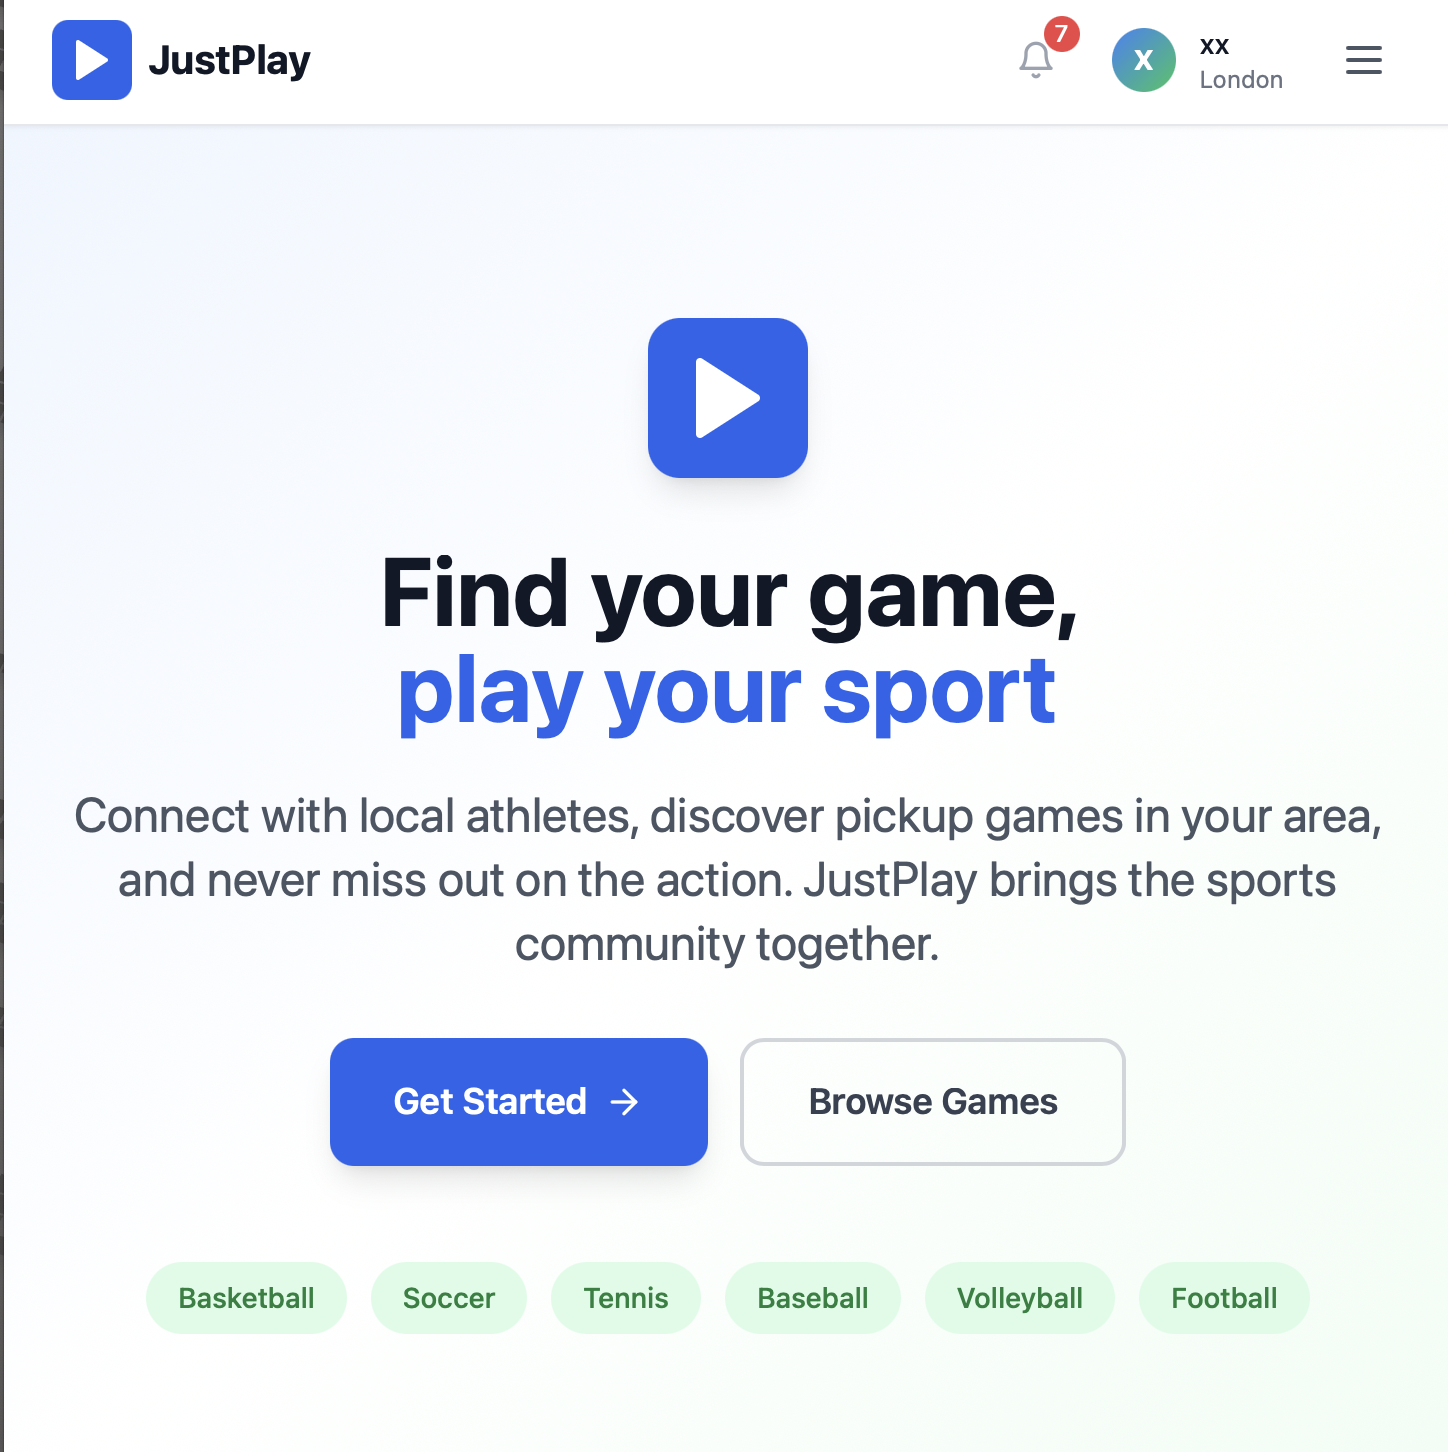 JustPlay
7
X
xx
London
Find your game,
play your sport
Connect with local athletes, discover pickup games in your area,
and never miss out on the action. JustPlay brings the sports
community together.
Get Started →
Browse Games
Basketball
Soccer
Tennis
Baseball
Volleyball
Football